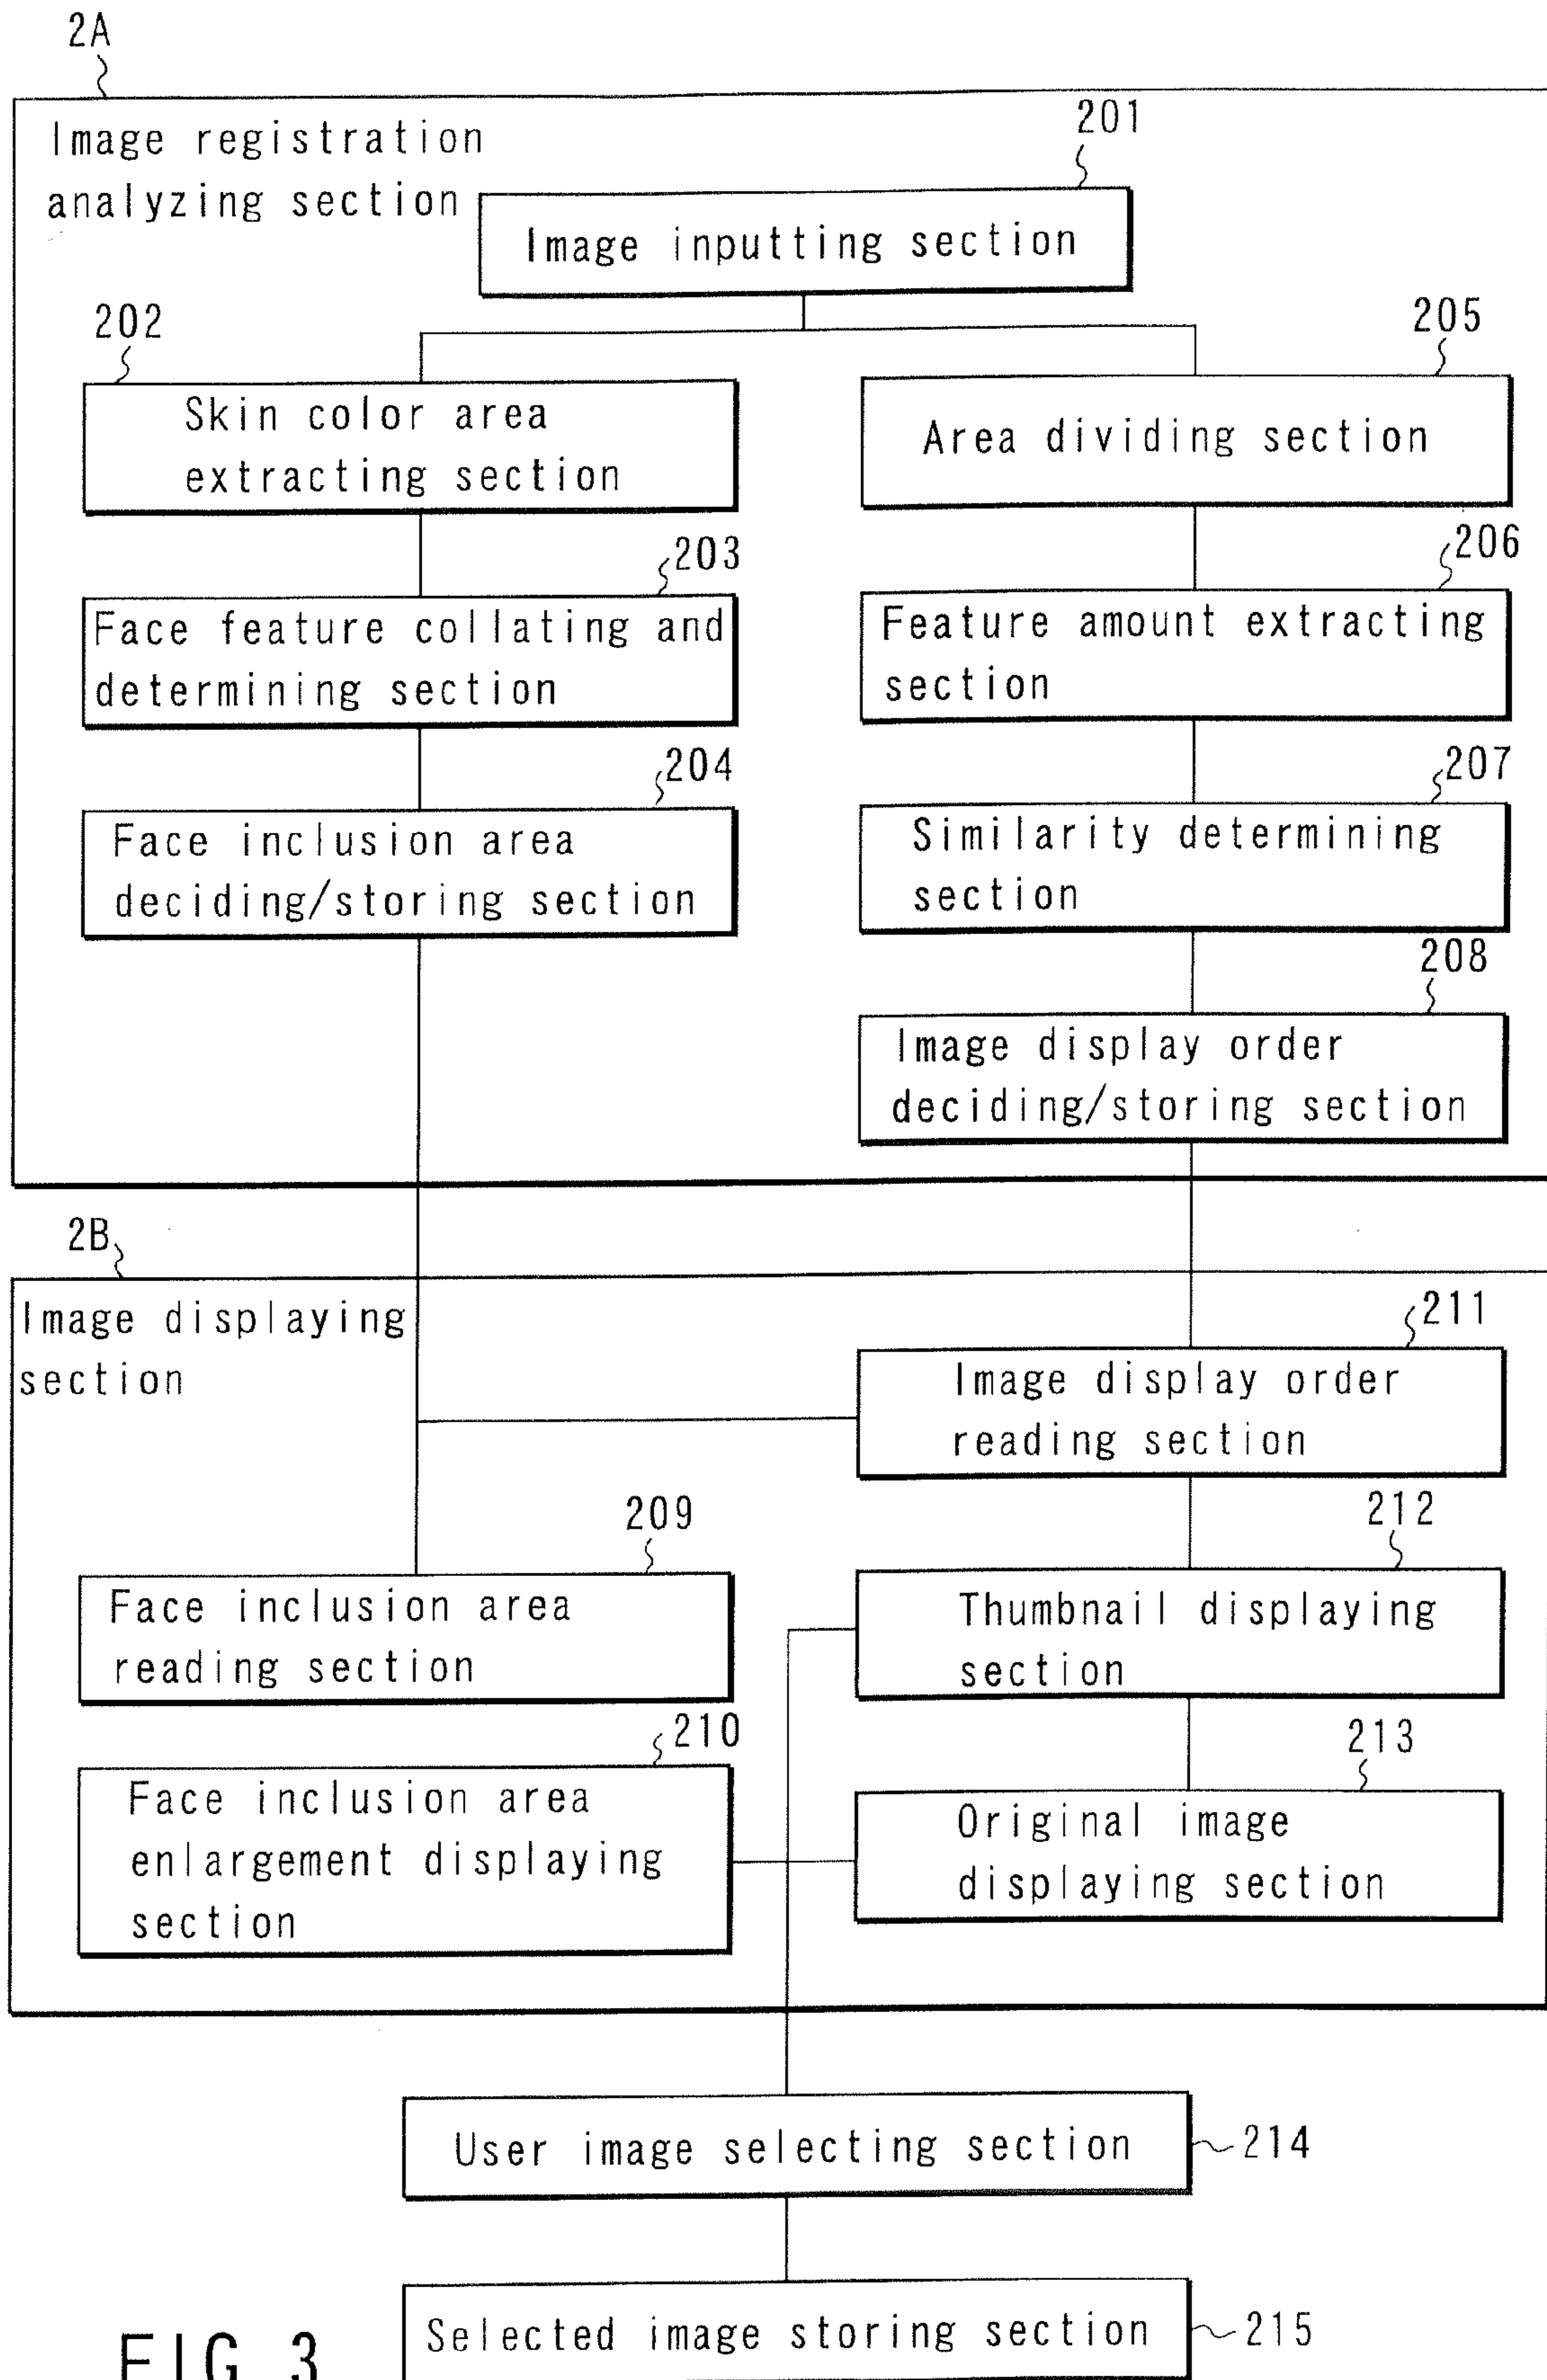 2A
Image registration
analyzing section
201
Image inputting section
202
Skin color area
extracting section
205
Area dividing section
203
Face feature collating and
determining section
206
Feature amount extracting
section
204
Face inclusion area
deciding/storing section
207
Similarity determining
section
208
Image display order
deciding/storing section
2B
Image displaying
section
211
Image display order
reading section
209
Face inclusion area
reading section
212
Thumbnail displaying
section
210
Face inclusion area
enlargement displaying
section
213
Original image
displaying section
User image selecting section
214
Selected image storing section
215
FIG. 3